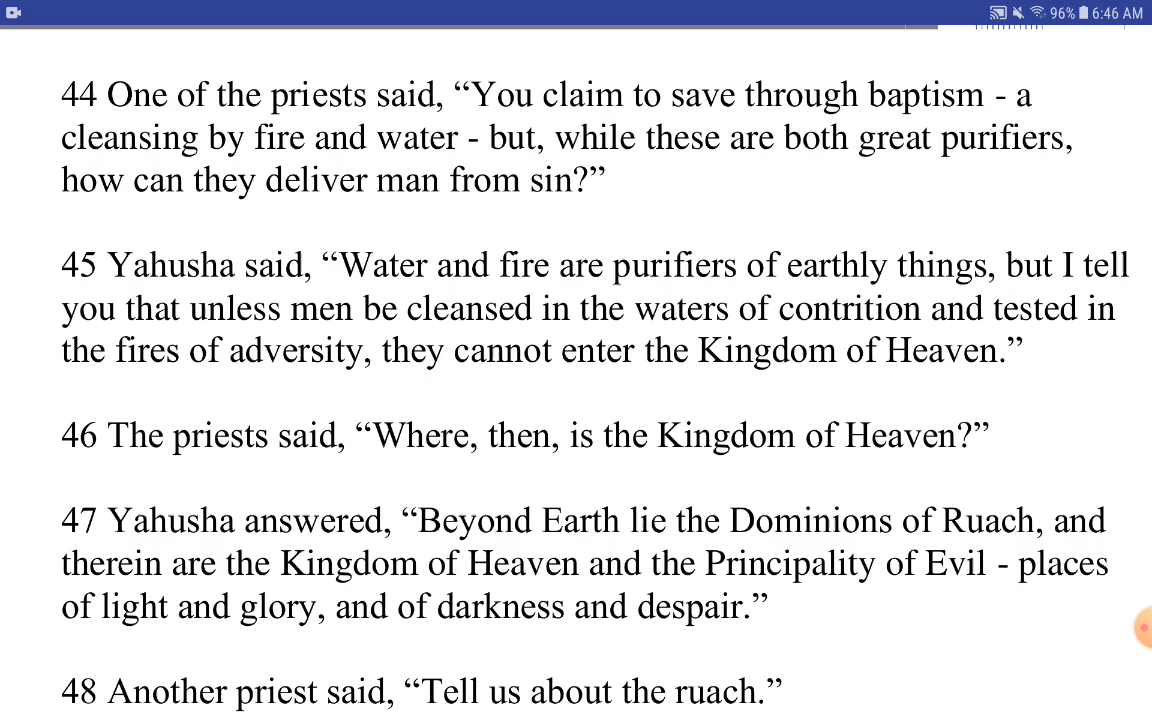 96% 6:46 AM
44 One of the priests said, “You claim to save through baptism - a
cleansing by fire and water - but, while these are both great purifiers,
how can they deliver man from sin?”
45 Yahusha said, “Water and fire are purifiers of earthly things, but I tell
you that unless men be cleansed in the waters of contrition and tested in
the fires of adversity, they cannot enter the Kingdom of Heaven.”
46 The priests said, “Where, then, is the Kingdom of Heaven?”
47 Yahusha answered, “Beyond Earth lie the Dominions of Ruach, and
therein are the Kingdom of Heaven and the Principality of Evil - places
of light and glory, and of darkness and despair.”
48 Another priest said, “Tell us about the ruach.”